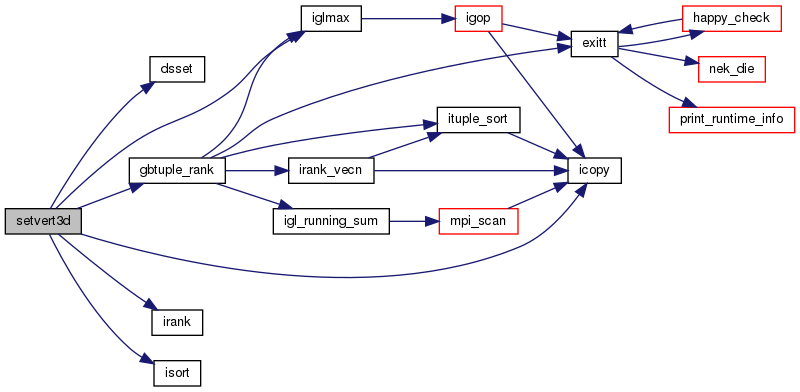 iglmax
igop
happy_check
exitt
dsset
nek_die
ituple_sort
print_runtime_info
gbtuple_rank
irank_vecn
icopy
setvert3d
igl_running_sum
mpi_scan
irank
isort